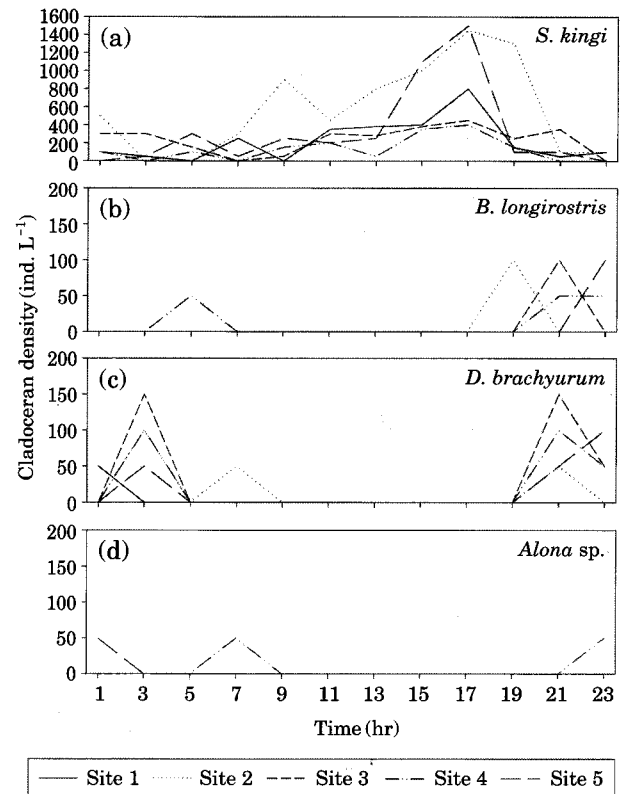 1600
1400
1200
1000
800
600
400
200
0
(a)
S. kingi
200
150
100
50
0
(b)
B. longirostris
200
150
100
50
0
(c)
D. brachyurum
200
150
100
50
0
(d)
Alona sp.
Cladoceran density (ind. L⁻¹)
1 3 5 7 9 11 13 15 17 19 21 23
Time (hr)
Site 1 Site 2 Site 3 Site 4 Site 5